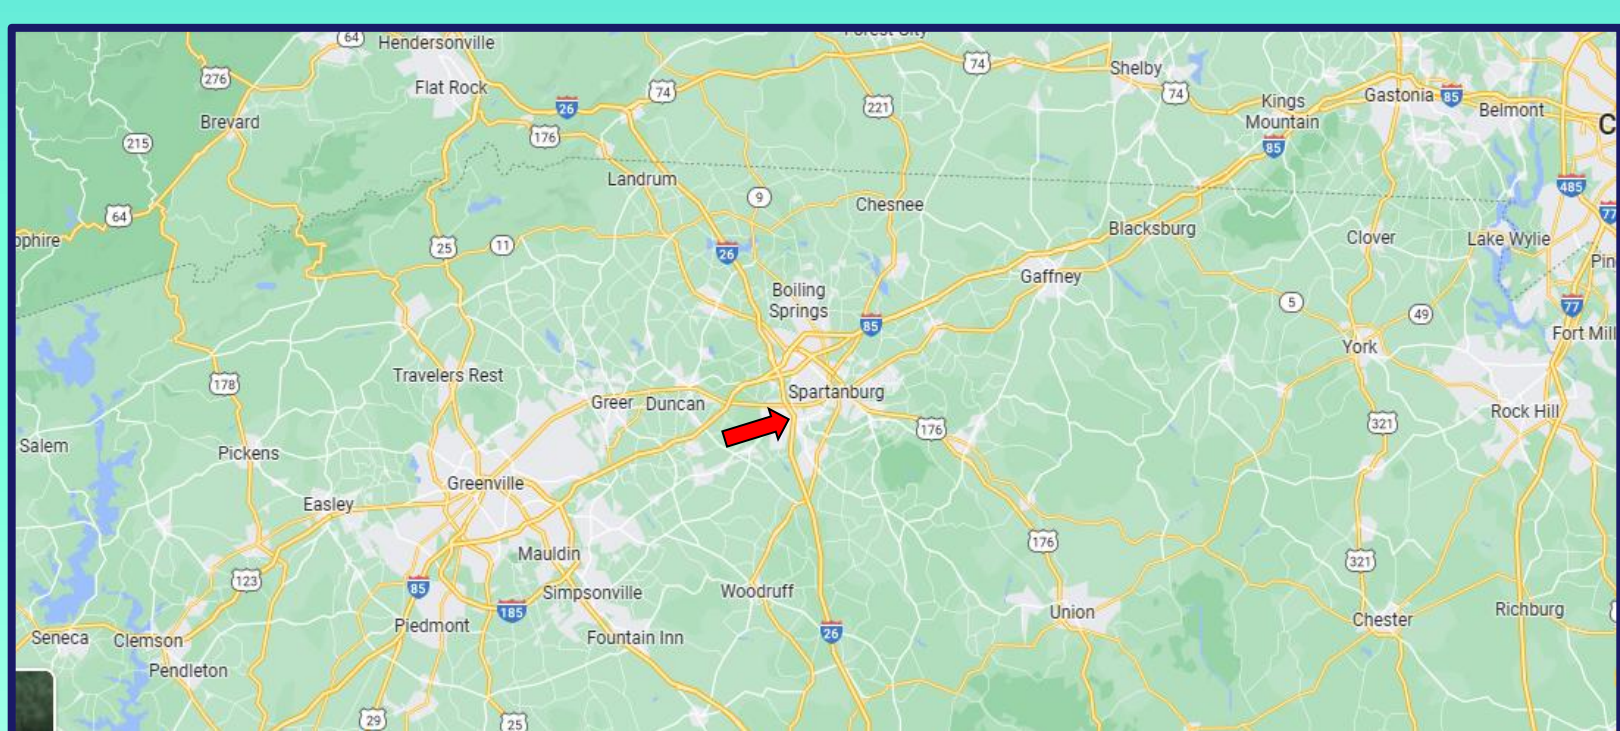 64
Hendersonville
Forest City
276
Flat Rock
26
74
74
Shelby
74
221
Kings
Mountain
Gastonia
85
Belmont
Brevard
176
215
85
C
Landrum
9
Chesnee
485
77
64
Blacksburg
Clover
Lake Wylie
ophire
25
11
26
Pin
Gaffney
Boiling
Springs
85
5
49
77
Fort Mill
York
178
Travelers Rest
Spartanburg
Greer
Duncan
Rock Hill
321
176
Salem
Pickens
Greenville
Easley
176
Mauldin
321
123
85
Simpsonville
185
Woodruff
Union
Richburg
Chester
Piedmont
26
Seneca
Clemson
Fountain Inn
Pendleton
29
25